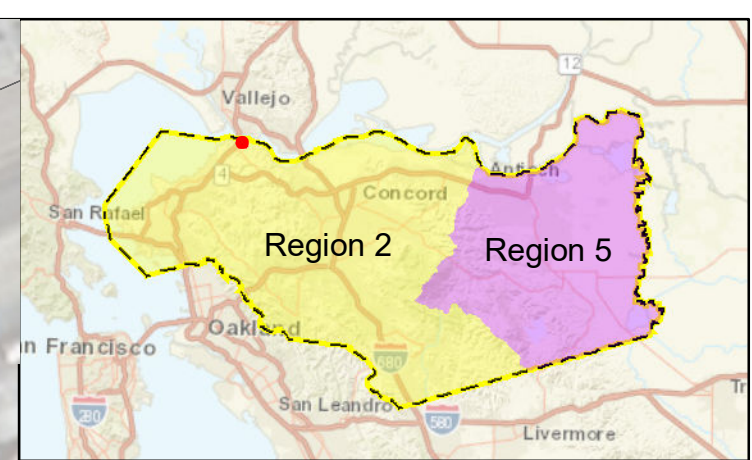 12
Vallejo
Antioch
4
Concord
San Rafael
Region 2
Region 5
Oakland
n Francisco
680
San Leandro
Tr
280
580
Livermore